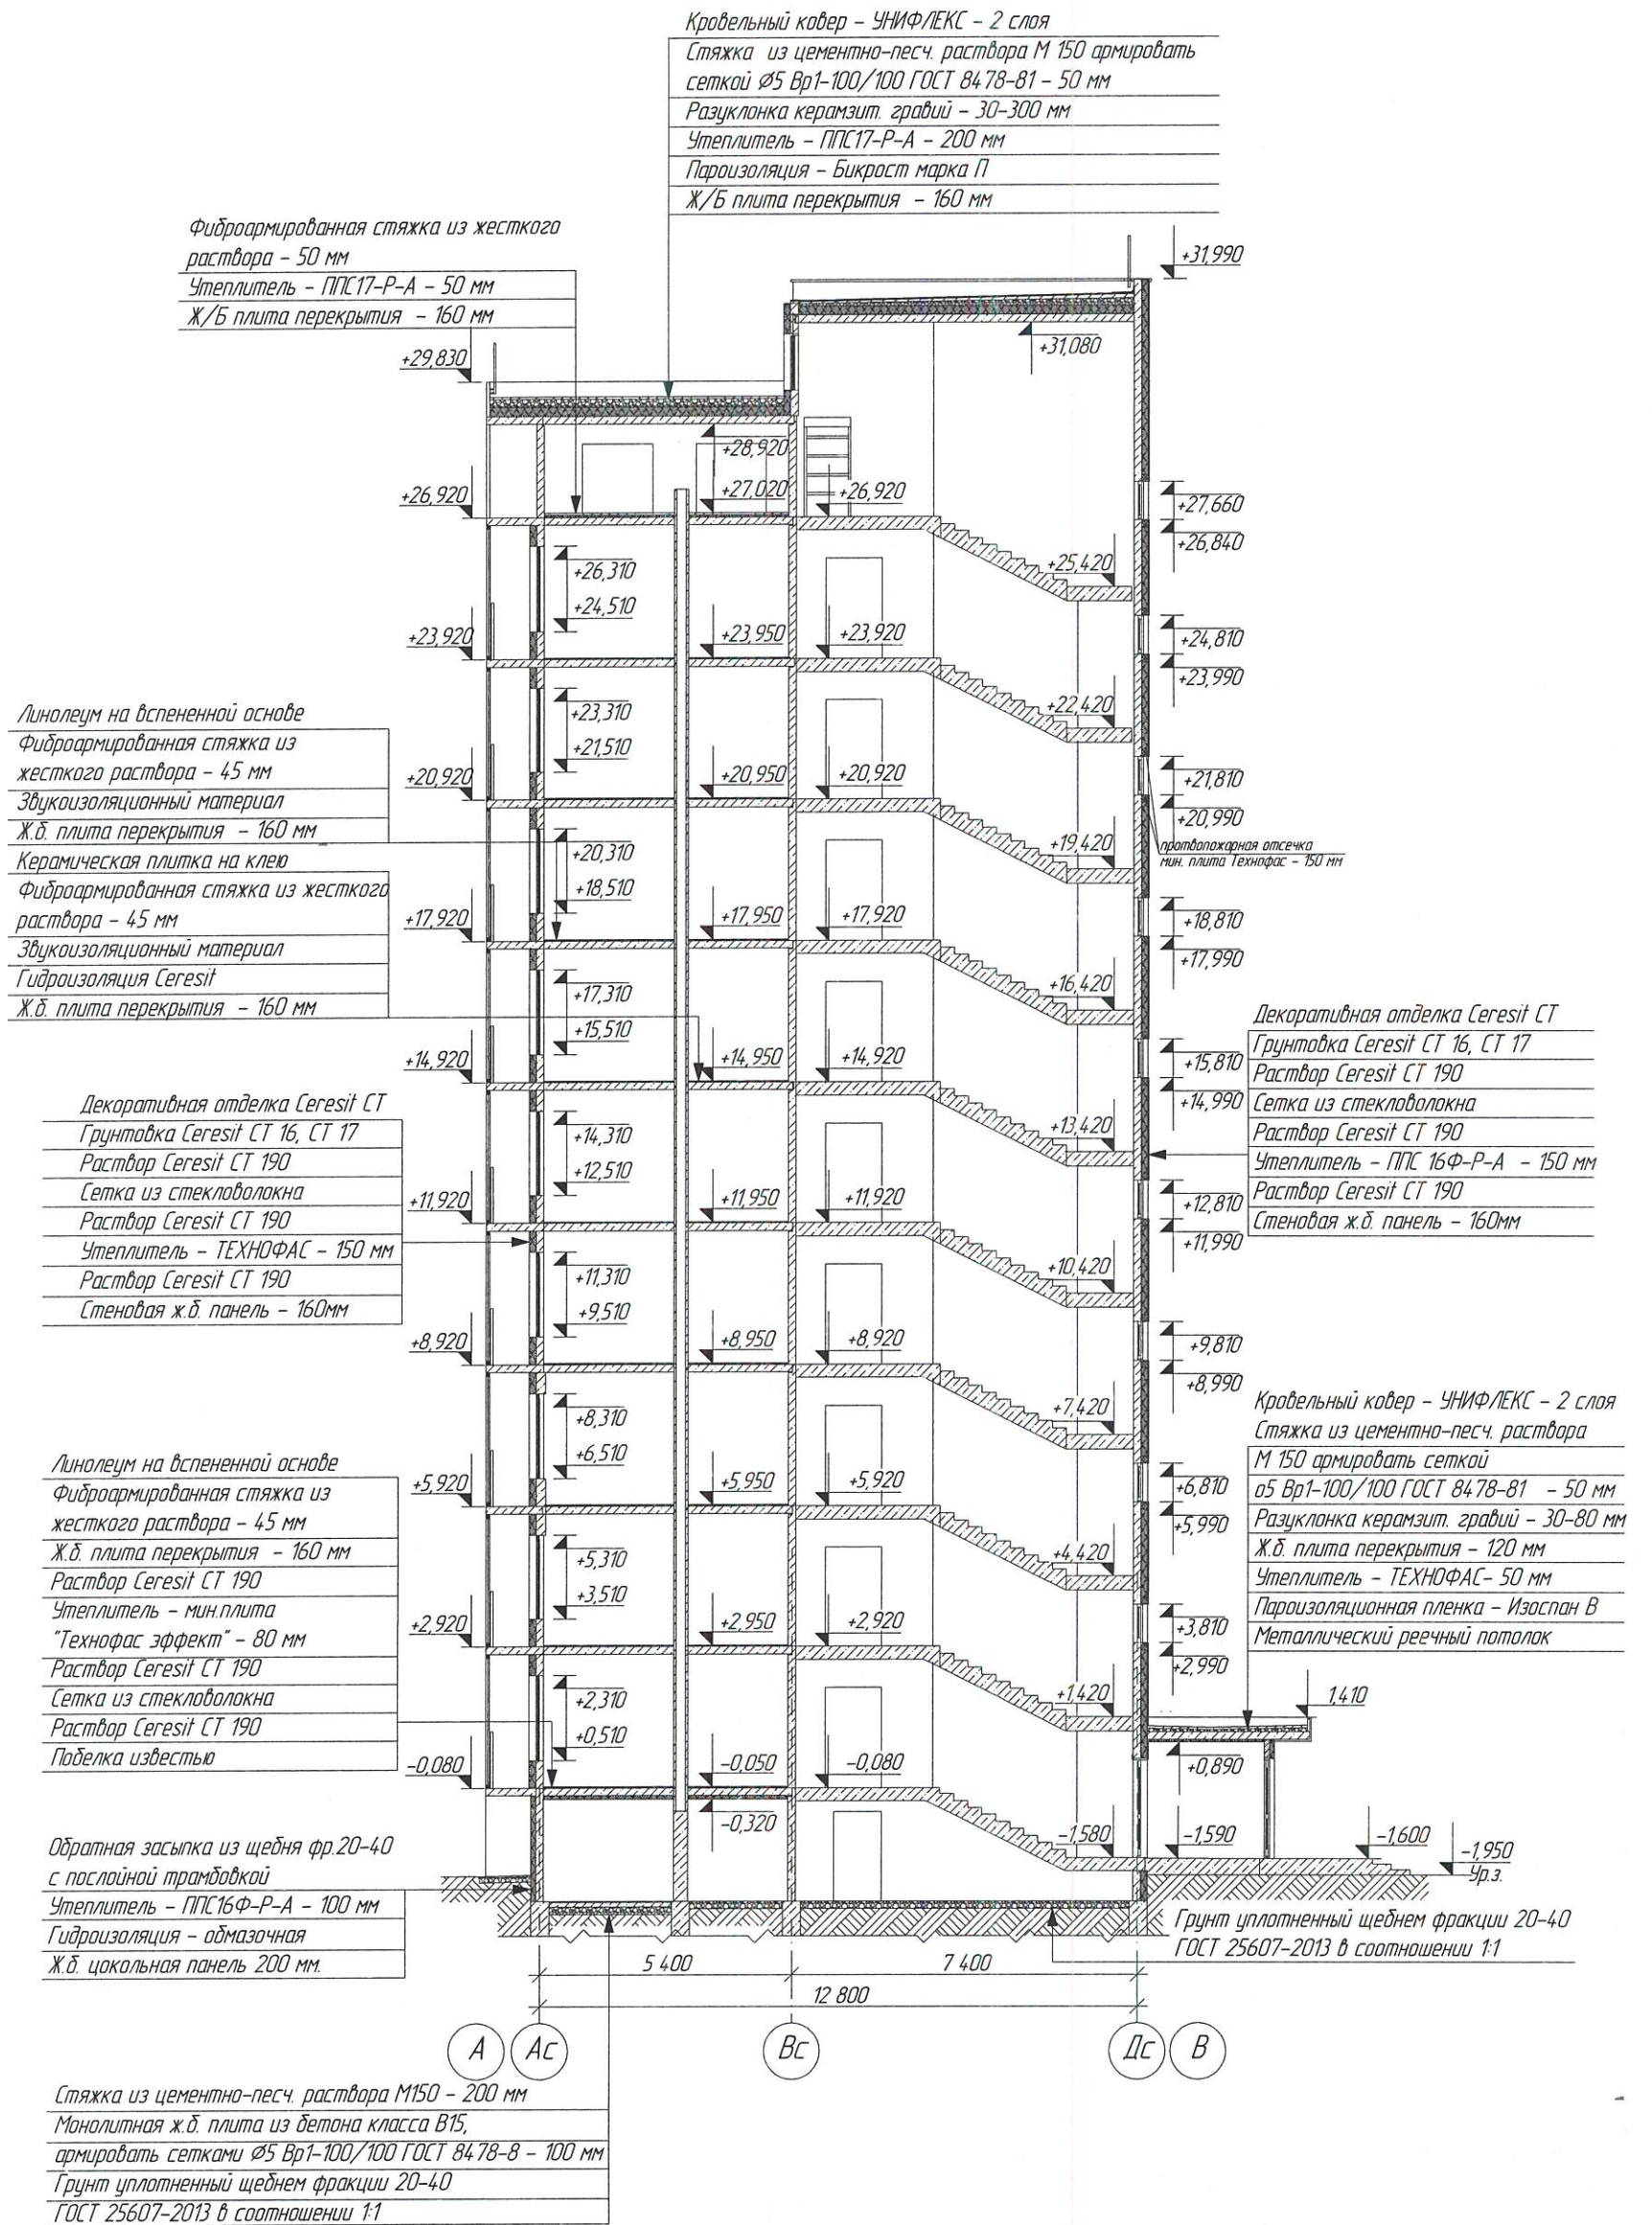 Кровельный ковер - УНИФЛЕКС - 2 слоя
Стяжка из цементно-песч. раствора М 150 армировать
сеткой Ø5 Вр1-100/100 ГОСТ 8478-81 - 50 мм
Разуклонка керамзит. гравий - 30-300 мм
Утеплитель - ППС17-Р-А - 200 мм
Пароизоляция - Бикрост марка П
Ж/Б плита перекрытия - 160 мм
Фиброармированная стяжка из жесткого
раствора - 50 мм
Утеплитель - ППС17-Р-А - 50 мм
Ж/Б плита перекрытия - 160 мм
+31,990
+31,080
+29,830
+28,920
+27,020
+26,920
+26,920
+27,660
+26,840
+26,310
+24,510
+25,420
+23,920
+23,950
+23,920
+24,810
+23,990
+23,310
+21,510
+22,420
+20,920
+20,950
+20,920
+21,810
+20,990
противопожарная отсечка
мин. плита Технофас - 150 мм
Линолеум на вспененной основе
Фиброармированная стяжка из
жесткого раствора - 45 мм
Звукоизоляционный материал
Ж.б. плита перекрытия - 160 мм
Керамическая плитка на клею
Фиброармированная стяжка из жесткого
раствора - 45 мм
Звукоизоляционный материал
Гидроизоляция Ceresit
Ж.б. плита перекрытия - 160 мм
+20,310
+18,510
+19,420
+17,920
+17,950
+17,920
+18,810
+17,990
+17,310
+15,510
+16,420
+14,920
+14,950
+14,920
+15,810
+14,990
Декоративная отделка Ceresit СТ
Грунтовка Ceresit СТ 16, СТ 17
Раствор Ceresit СТ 190
Сетка из стекловолокна
Раствор Ceresit СТ 190
Утеплитель - ППС 16Ф-Р-А - 150 мм
Раствор Ceresit СТ 190
Стеновая ж.б. панель - 160мм
Декоративная отделка Ceresit СТ
Грунтовка Ceresit СТ 16, СТ 17
Раствор Ceresit СТ 190
Сетка из стекловолокна
Раствор Ceresit СТ 190
Утеплитель - ТЕХНОФАС - 150 мм
Раствор Ceresit СТ 190
Стеновая ж.б. панель - 160мм
+14,310
+12,510
+13,420
+11,920
+11,950
+11,920
+12,810
+11,990
+11,310
+9,510
+10,420
+8,920
+8,950
+8,920
+9,810
+8,990
+8,310
+6,510
+7,420
+5,920
+5,950
+5,920
+6,810
+5,990
Кровельный ковер - УНИФЛЕКС - 2 слоя
Стяжка из цементно-песч. раствора
М 150 армировать сеткой
о5 Вр1-100/100 ГОСТ 8478-81 - 50 мм
Разуклонка керамзит. гравий - 30-80 мм
Ж.б. плита перекрытия - 120 мм
Утеплитель - ТЕХНОФАС- 50 мм
Пароизоляционная пленка - Изоспан В
Металлический реечный потолок
Линолеум на вспененной основе
Фиброармированная стяжка из
жесткого раствора - 45 мм
Ж.б. плита перекрытия - 160 мм
Раствор Ceresit СТ 190
Утеплитель - мин.плита
"Технофас эффект" - 80 мм
Раствор Ceresit СТ 190
Сетка из стекловолокна
Раствор Ceresit СТ 190
Побелка известью
+5,310
+3,510
+4,420
+2,920
+2,950
+2,920
+3,810
+2,990
+2,310
+0,510
+1,420
1,410
-0,080
-0,050
-0,080
+0,890
-0,320
-1,580
-1,590
-1,600
-1,950
Ур.з.
Обратная засыпка из щебня фр.20-40
с послойной трамбовкой
Утеплитель - ППС16Ф-Р-А - 100 мм
Гидроизоляция - обмазочная
Ж.б. цокольная панель 200 мм.
Грунт уплотненный щебнем фракции 20-40
ГОСТ 25607-2013 в соотношении 1:1
5 400
7 400
12 800
А
Ас
Вс
Дс
В
Стяжка из цементно-песч. раствора М150 - 200 мм
Монолитная ж.б. плита из бетона класса В15,
армировать сетками Ø5 Вр1-100/100 ГОСТ 8478-8 - 100 мм
Грунт уплотненный щебнем фракции 20-40
ГОСТ 25607-2013 в соотношении 1:1